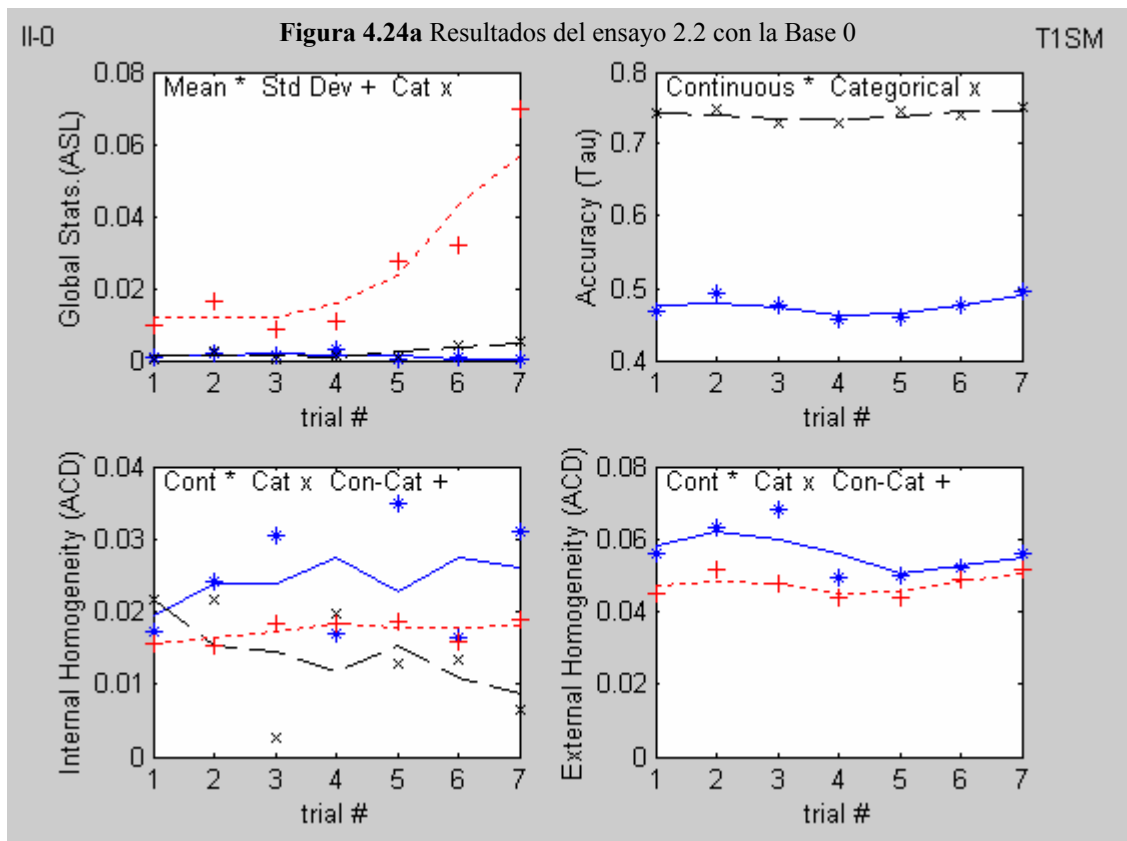 II-0
Figura 4.24a Resultados del ensayo 2.2 con la Base 0
T1SM
Mean * Std Dev + Cat x
0.08
0.06
0.04
0.02
0
Global Stats.(ASL)
1 2 3 4 5 6 7
trial #
Continuous * Categorical x
0.8
0.7
0.6
0.5
0.4
Accuracy (Tau)
1 2 3 4 5 6 7
trial #
Cont * Cat x Con-Cat +
0.04
0.03
0.02
0.01
0
Internal Homogeneity (ACD)
1 2 3 4 5 6 7
trial #
Cont * Cat x Con-Cat +
0.08
0.06
0.04
0.02
0
External Homogeneity (ACD)
1 2 3 4 5 6 7
trial #